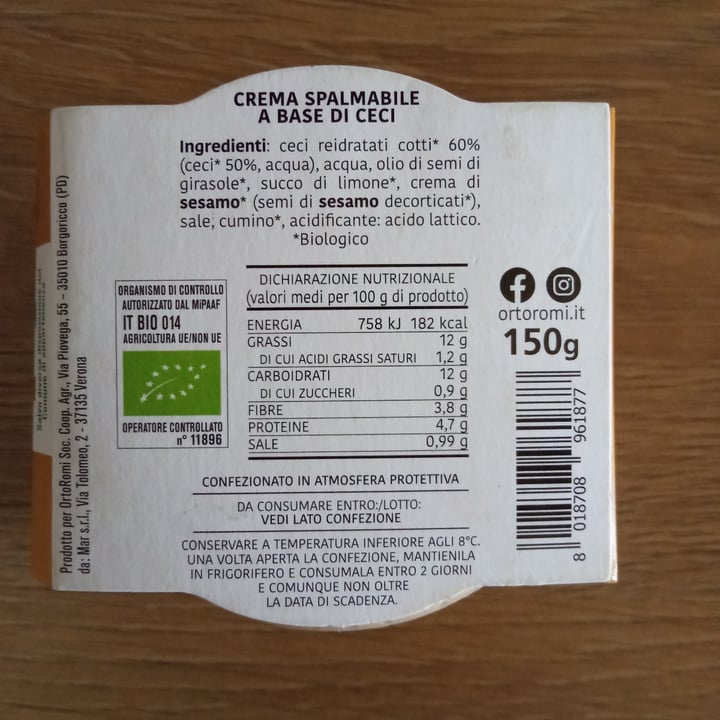 CREMA SPALMABILE
A BASE DI CECI
Ingredienti: ceci reidratati cotti* 60%
(ceci* 50%, acqua), acqua, olio di semi di
girasole*, succo di limone*, crema di
sesamo* (semi di sesamo decorticati*),
sale, cumino*, acidificante: acido lattico.
*Biologico
ORGANISMO DI CONTROLLO
AUTORIZZATO DAL MiPAAF
IT BIO 014
AGRICOLTURA UE/NON UE
OPERATORE CONTROLLATO
n° 11896
DICHIARAZIONE NUTRIZIONALE
(valori medi per 100 g di prodotto)
ENERGIA 758 kJ 182 kcal
GRASSI 12 g
DI CUI ACIDI GRASSI SATURI 1,2 g
CARBOIDRATI 12 g
DI CUI ZUCCHERI 0,9 g
FIBRE 3,8 g
PROTEINE 4,7 g
SALE 0,99 g
ortoromi.it
150g
8 018708 961877
CONFEZIONATO IN ATMOSFERA PROTETTIVA
DA CONSUMARE ENTRO:/LOTTO:
VEDI LATO CONFEZIONE
CONSERVARE A TEMPERATURA INFERIORE AGLI 8°C.
UNA VOLTA APERTA LA CONFEZIONE, MANTIENILA
IN FRIGORIFERO E CONSUMALA ENTRO 2 GIORNI
E COMUNQUE NON OLTRE
LA DATA DI SCADENZA.
Prodotto per OrtoRomi Soc. Coop. Agr., Via Piovega, 55 – 35010 Borgoricco (PD)
da: Mar s.r.l., Via Tolomeo, 2 - 37135 Verona
Salvo diversa disposizione del
Comune di appartenenza